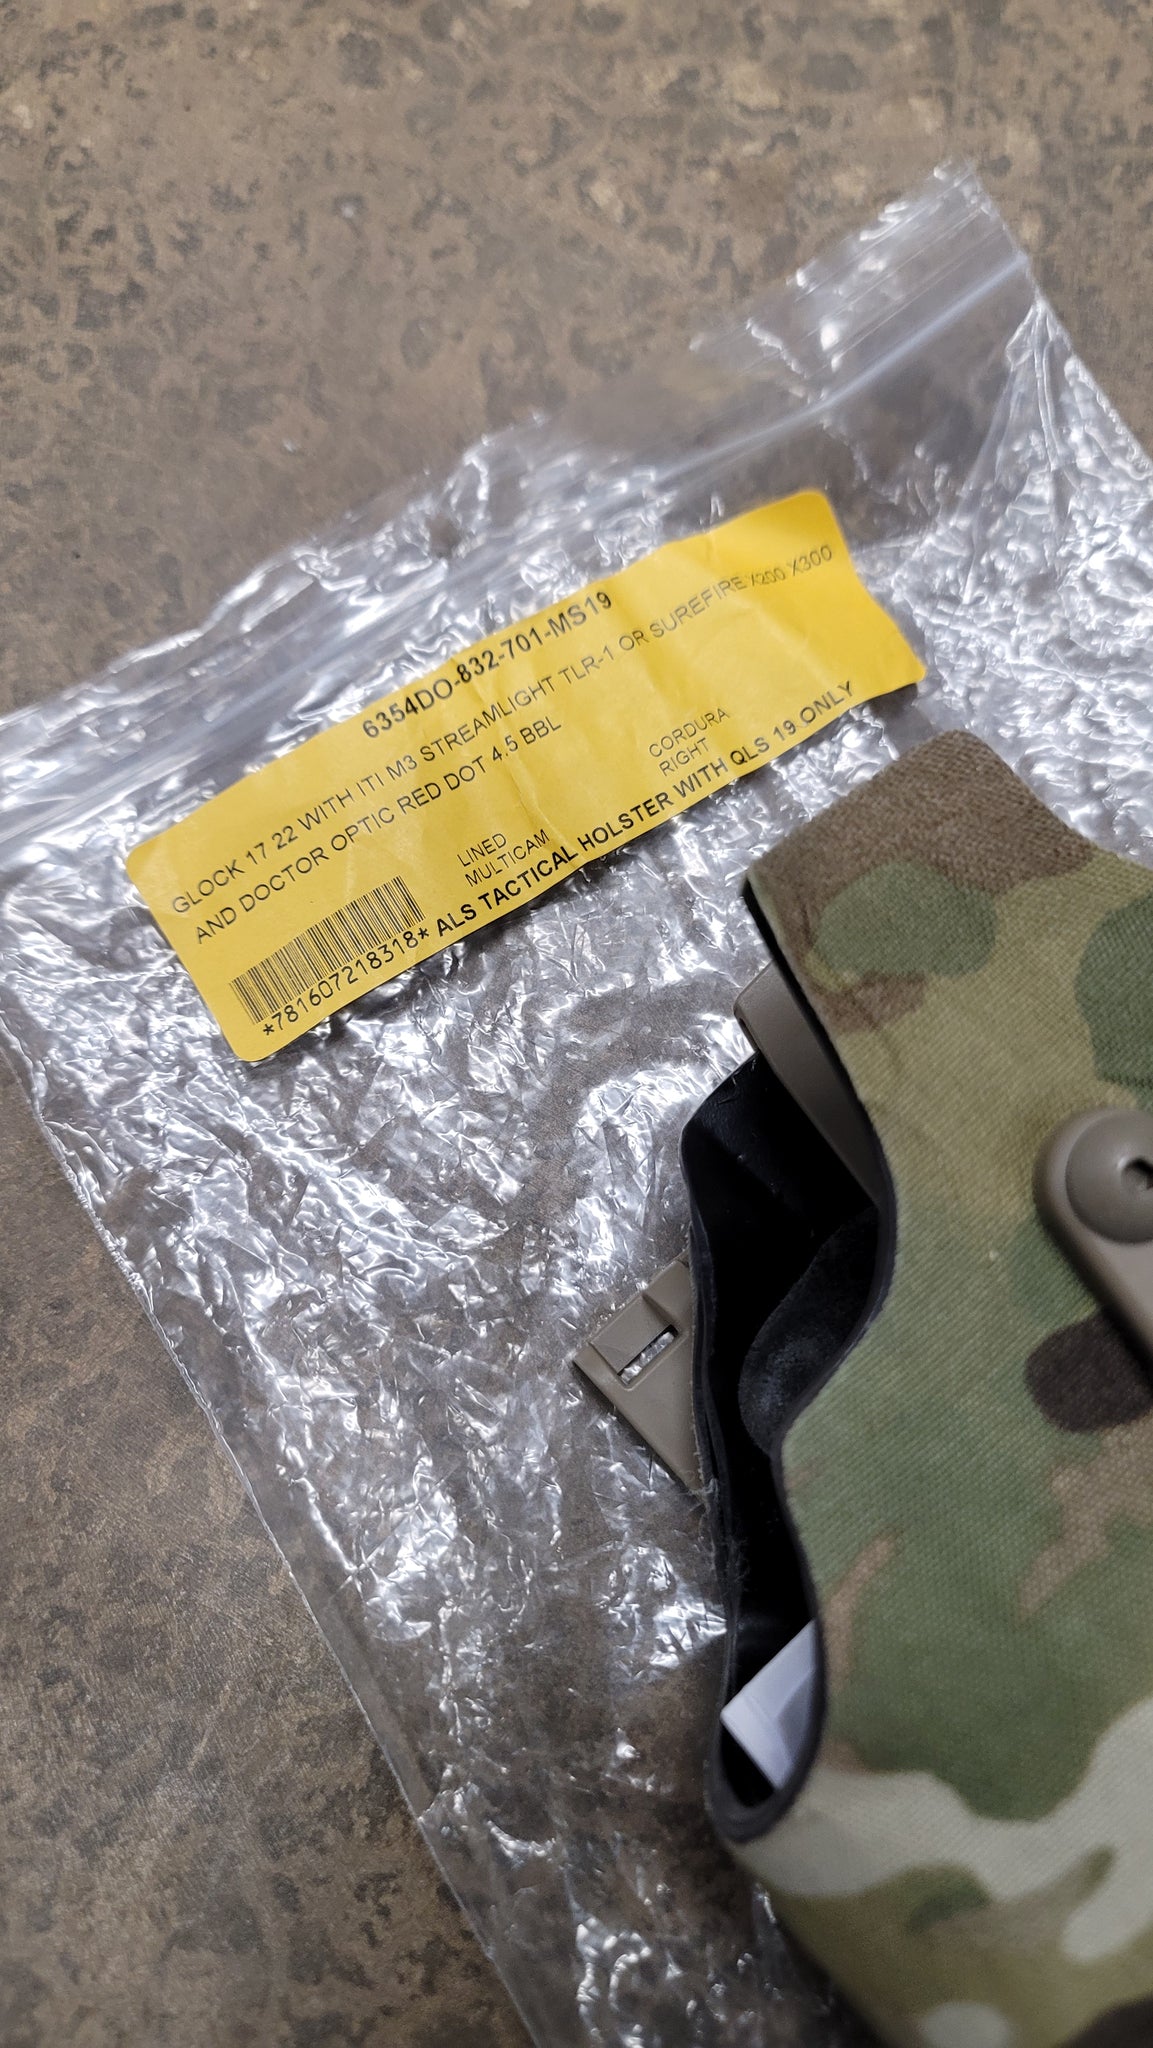 6354DO-832-701-MS19
GLOCK 17 22 WITH ITI M3 STREAMLIGHT TLR-1 OR SUREFIRE X200 X300
AND DOCTOR OPTIC RED DOT 4.5 BBL
LINED
CORDURA
MULTICAM
RIGHT
*781607218318*
ALS TACTICAL HOLSTER WITH QLS 19 ONLY